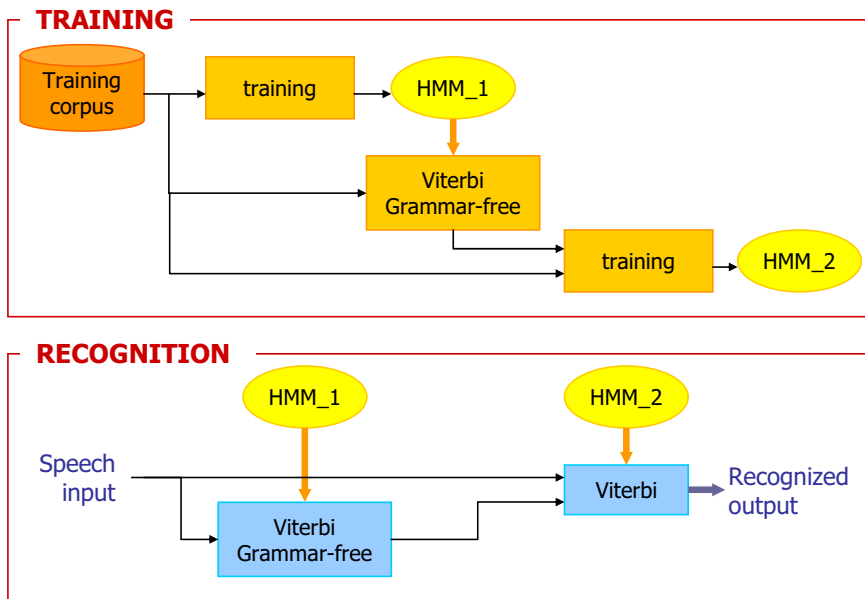 TRAINING
Training
corpus
training
HMM_1
Viterbi
Grammar-free
training
HMM_2
RECOGNITION
HMM_1
HMM_2
Speech
input
Viterbi
Recognized
output
Viterbi
Grammar-free